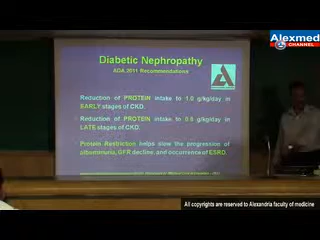 Alexmed
CHANNEL
Diabetic Nephropathy
ADA 2011 Recommendations
Reduction of PROTEIN intake to 1.0 g/kg/day in
EARLY stages of CKD.
Reduction of PROTEIN intake to 0.8 g/kg/day in
LATE stages of CKD.
Protein Restriction helps slow the progression of
albuminuria, GFR decline, and occurrence of ESRD.
All copyrights are reserved to Alexandria faculty of medicine